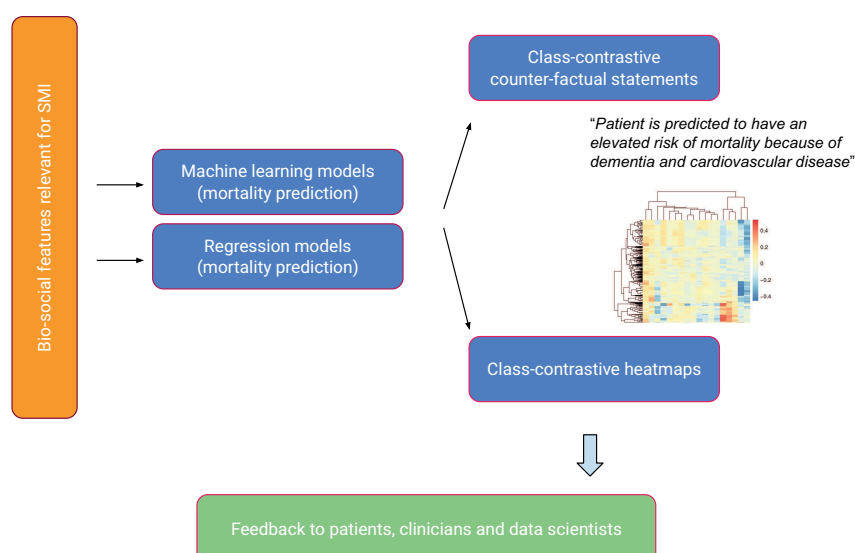 Bio-social features relevant for SMI
Machine learning models
(mortality prediction)
Regression models
(mortality prediction)
Class-contrastive
counter-factual statements
“Patient is predicted to have an
elevated risk of mortality because of
dementia and cardiovascular disease”
0.4
0.2
0
−0.2
−0.4
Class-contrastive heatmaps
Feedback to patients, clinicians and data scientists